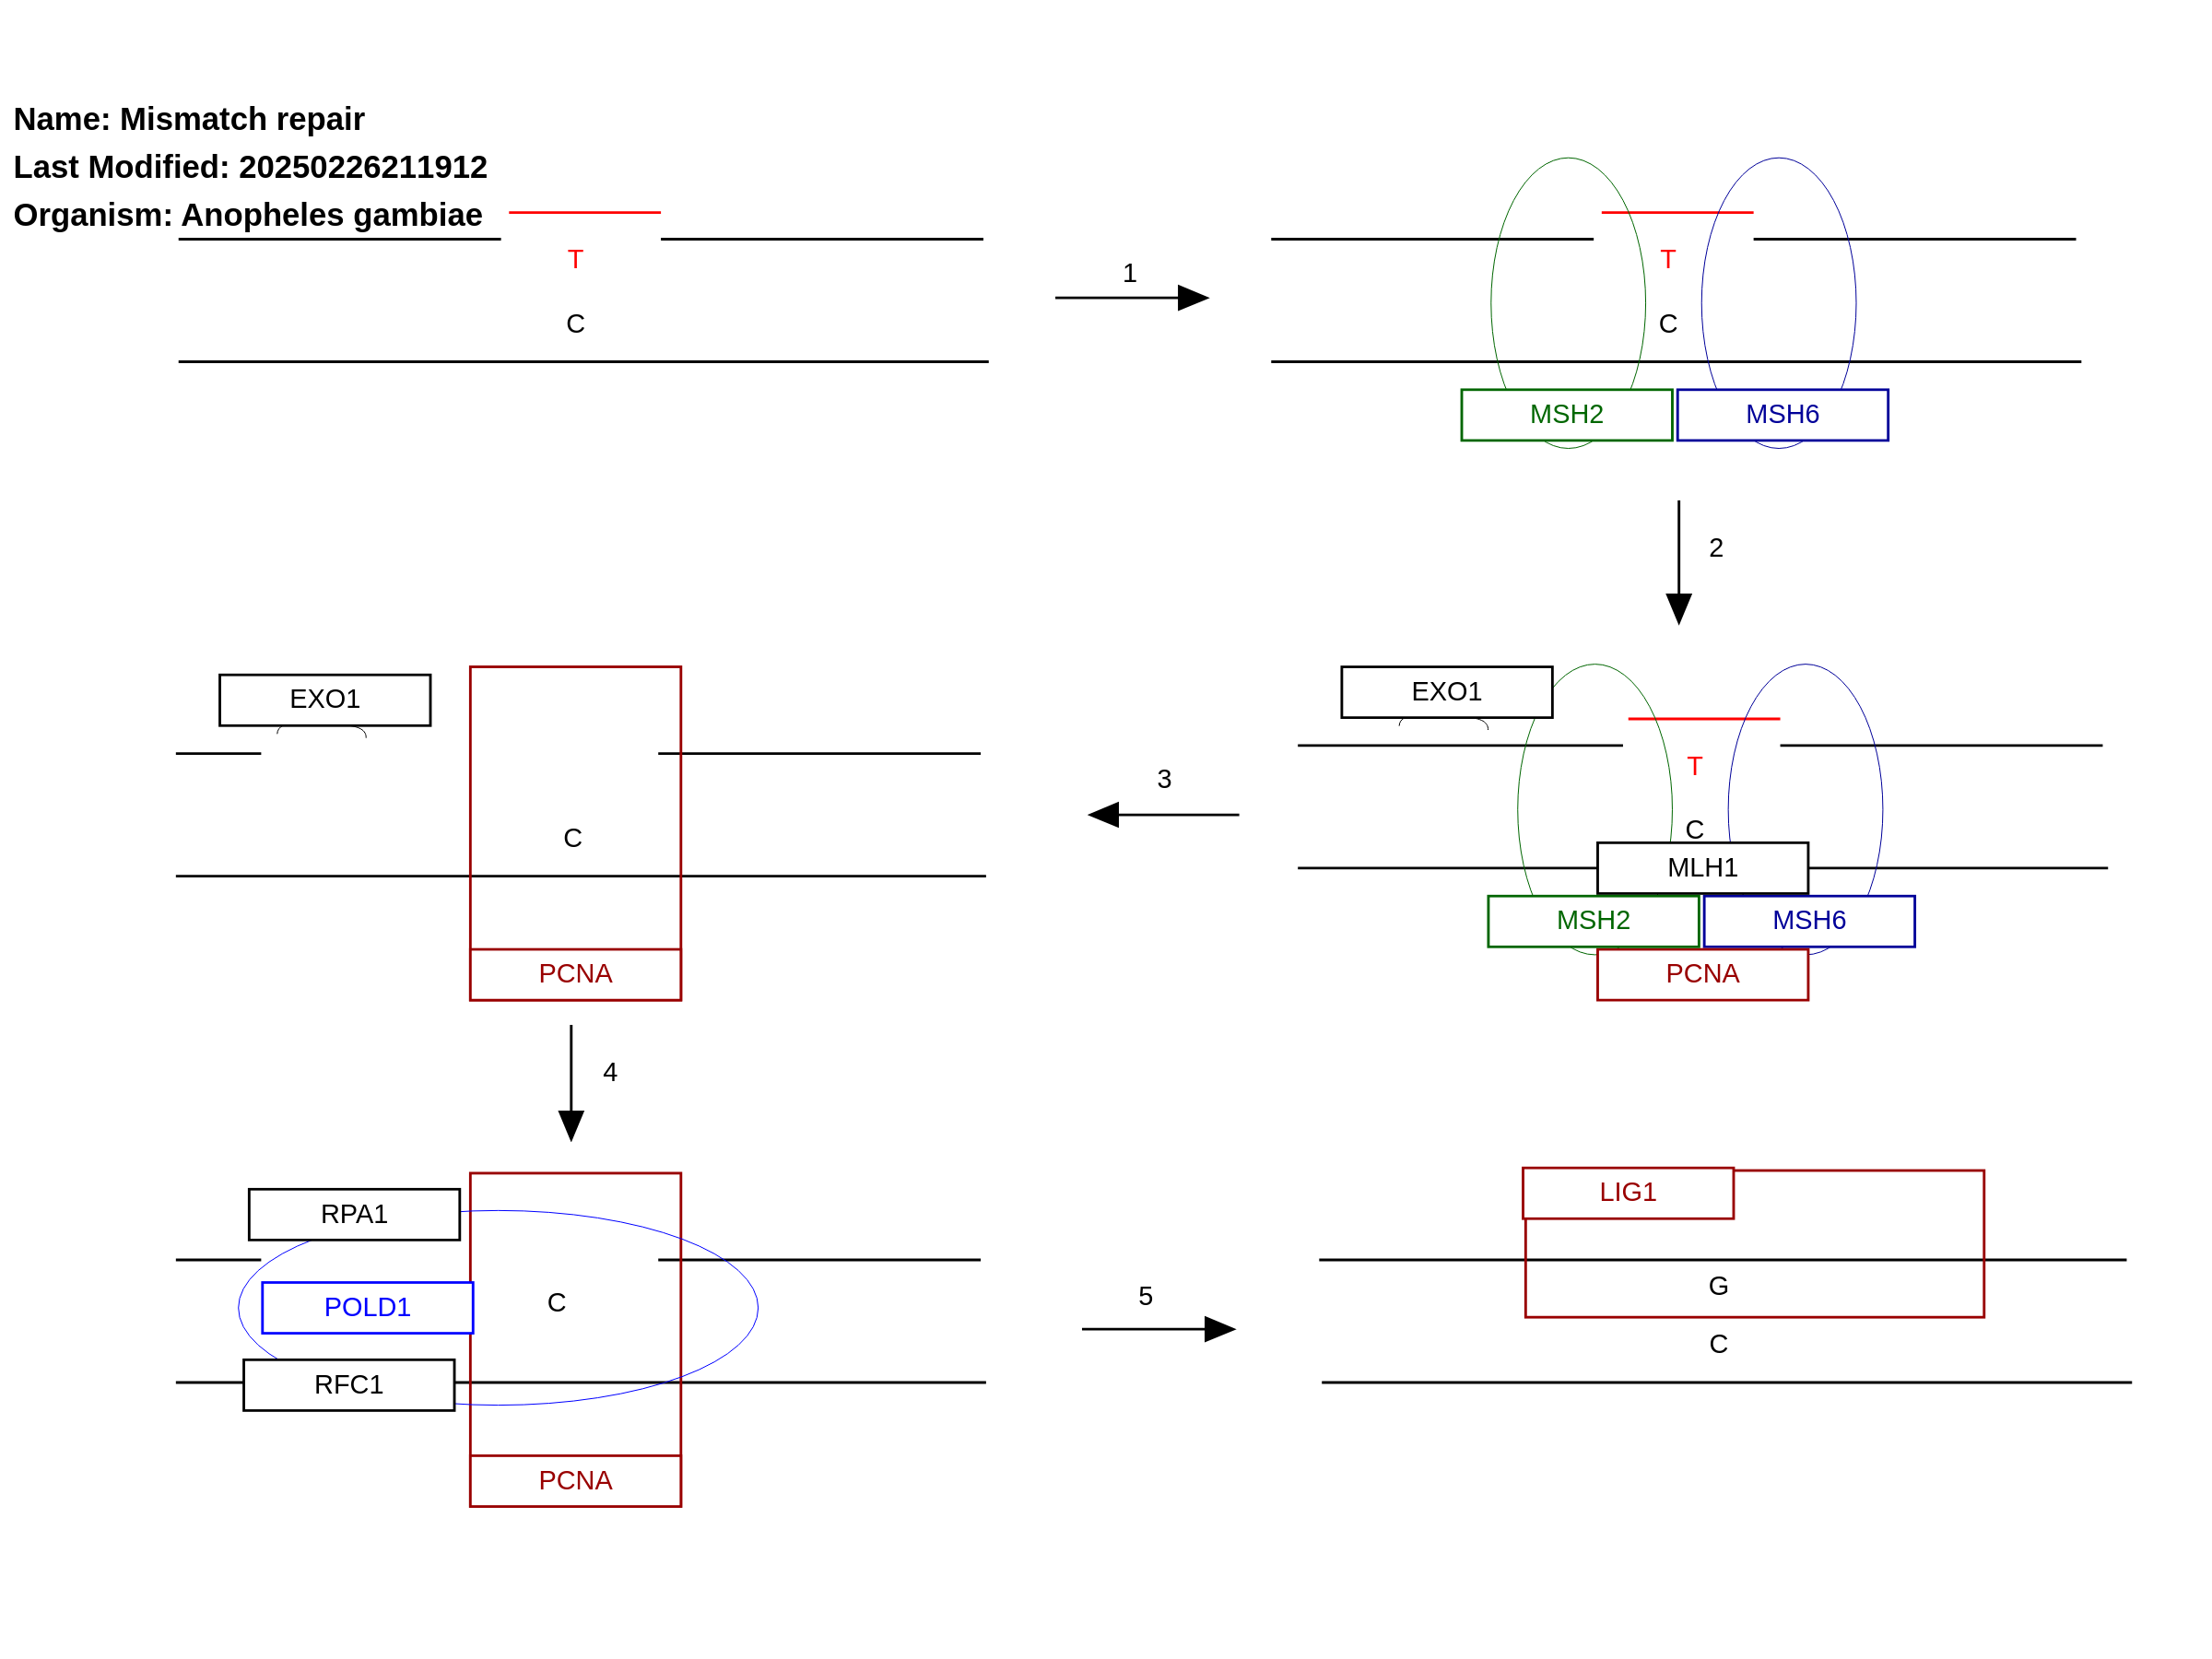 Name: Mismatch repair
Last Modified: 20250226211912
Organism: Anopheles gambiae
T
C
1
T
C
MSH2
MSH6
2
EXO1
T
C
MLH1
MSH2
MSH6
PCNA
3
EXO1
C
PCNA
4
RPA1
POLD1
C
RFC1
PCNA
5
LIG1
G
C